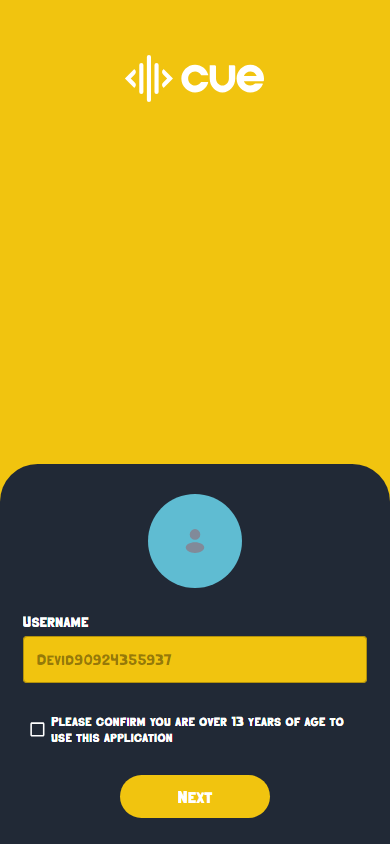 cue
Username
Devid90924355937
Please confirm you are over 13 years of age to
use this application
Next